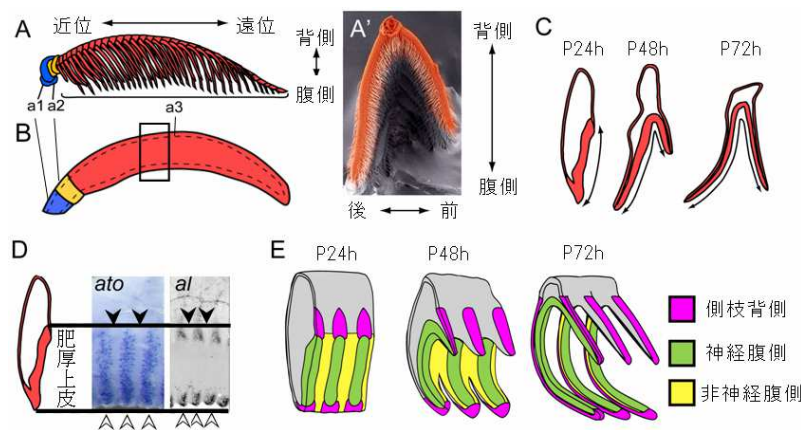 A
近位
遠位
背側
腹側
a1
a2
a3
A'
背側
腹側
後
前
B
C
P24h
P48h
P72h
D
ato
al
肥厚上皮
E
P24h
P48h
P72h
側枝背側
神経腹側
非神経腹側